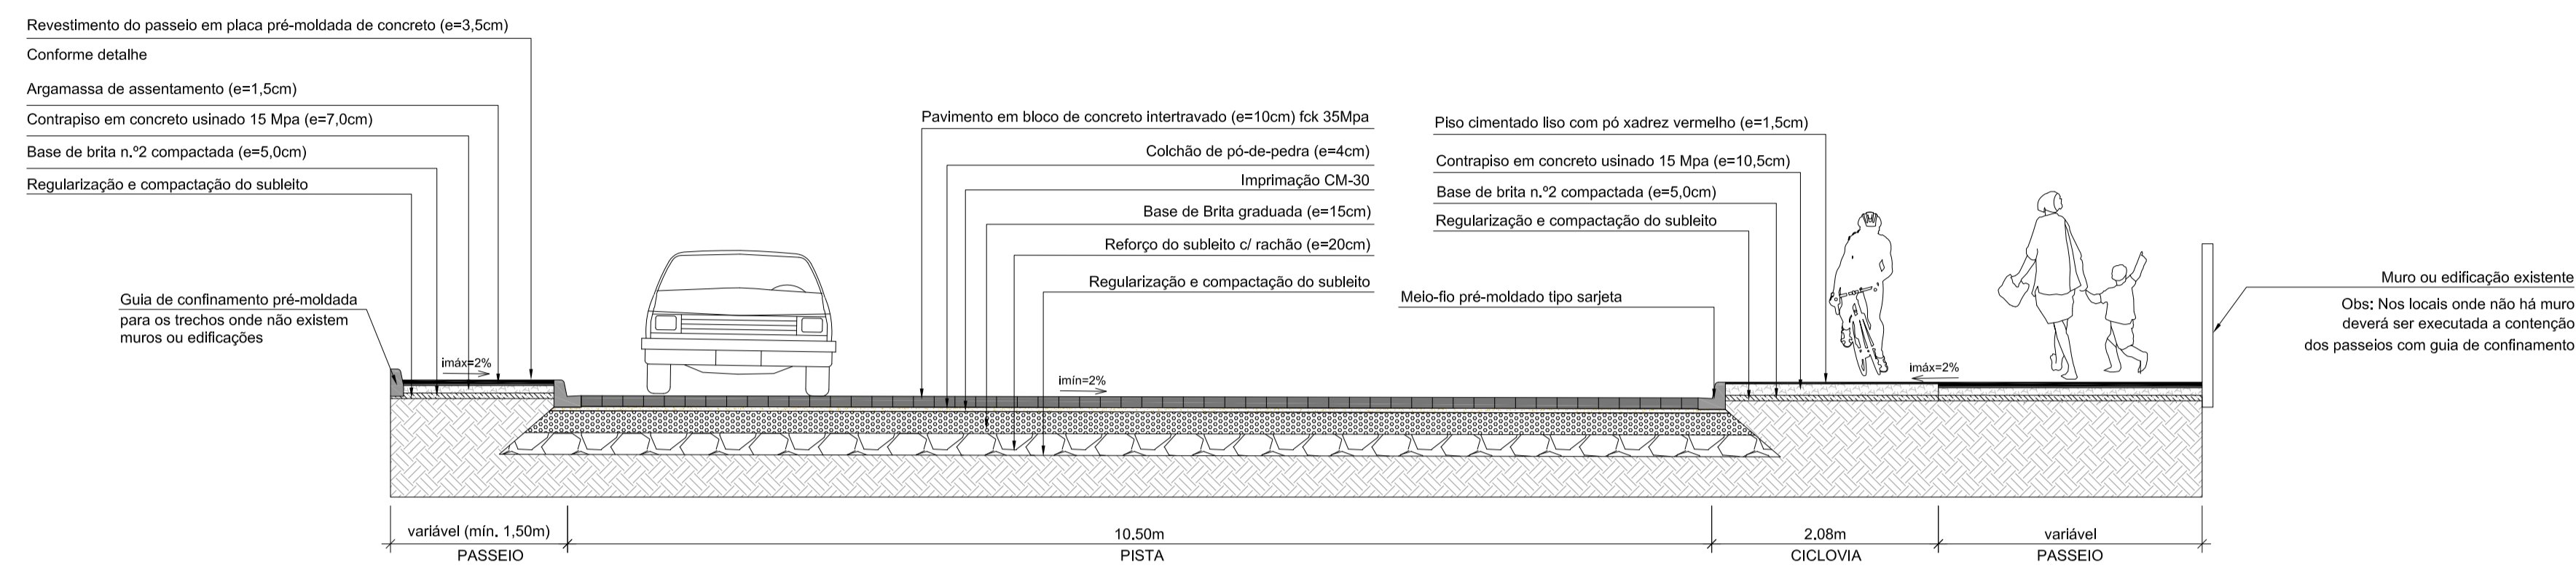 Revestimento do passeio em placa pré-moldada de concreto (e=3,5cm)
Conforme detalhe
Argamassa de assentamento (e=1,5cm)
Contrapiso em concreto usinado 15 Mpa (e=7,0cm)
Base de brita n.º2 compactada (e=5,0cm)
Regularização e compactação do subleito
Guia de confinamento pré-moldada
para os trechos onde não existem
muros ou edificações
imáx=2%
Pavimento em bloco de concreto intertravado (e=10cm) fck 35Mpa
Colchão de pó-de-pedra (e=4cm)
Imprimação CM-30
Base de Brita graduada (e=15cm)
Reforço do subleito c/ rachão (e=20cm)
Regularização e compactação do subleito
imín=2%
Piso cimentado liso com pó xadrez vermelho (e=1,5cm)
Contrapiso em concreto usinado 15 Mpa (e=10,5cm)
Base de brita n.º2 compactada (e=5,0cm)
Regularização e compactação do subleito
Meio-fio pré-moldado tipo sarjeta
imáx=2%
Muro ou edificação existente
Obs: Nos locais onde não há muro
deverá ser executada a contenção
dos passeios com guia de confinamento
variável (mín. 1,50m)
PASSEIO
10.50m
PISTA
2.08m
CICLOVIA
variável
PASSEIO